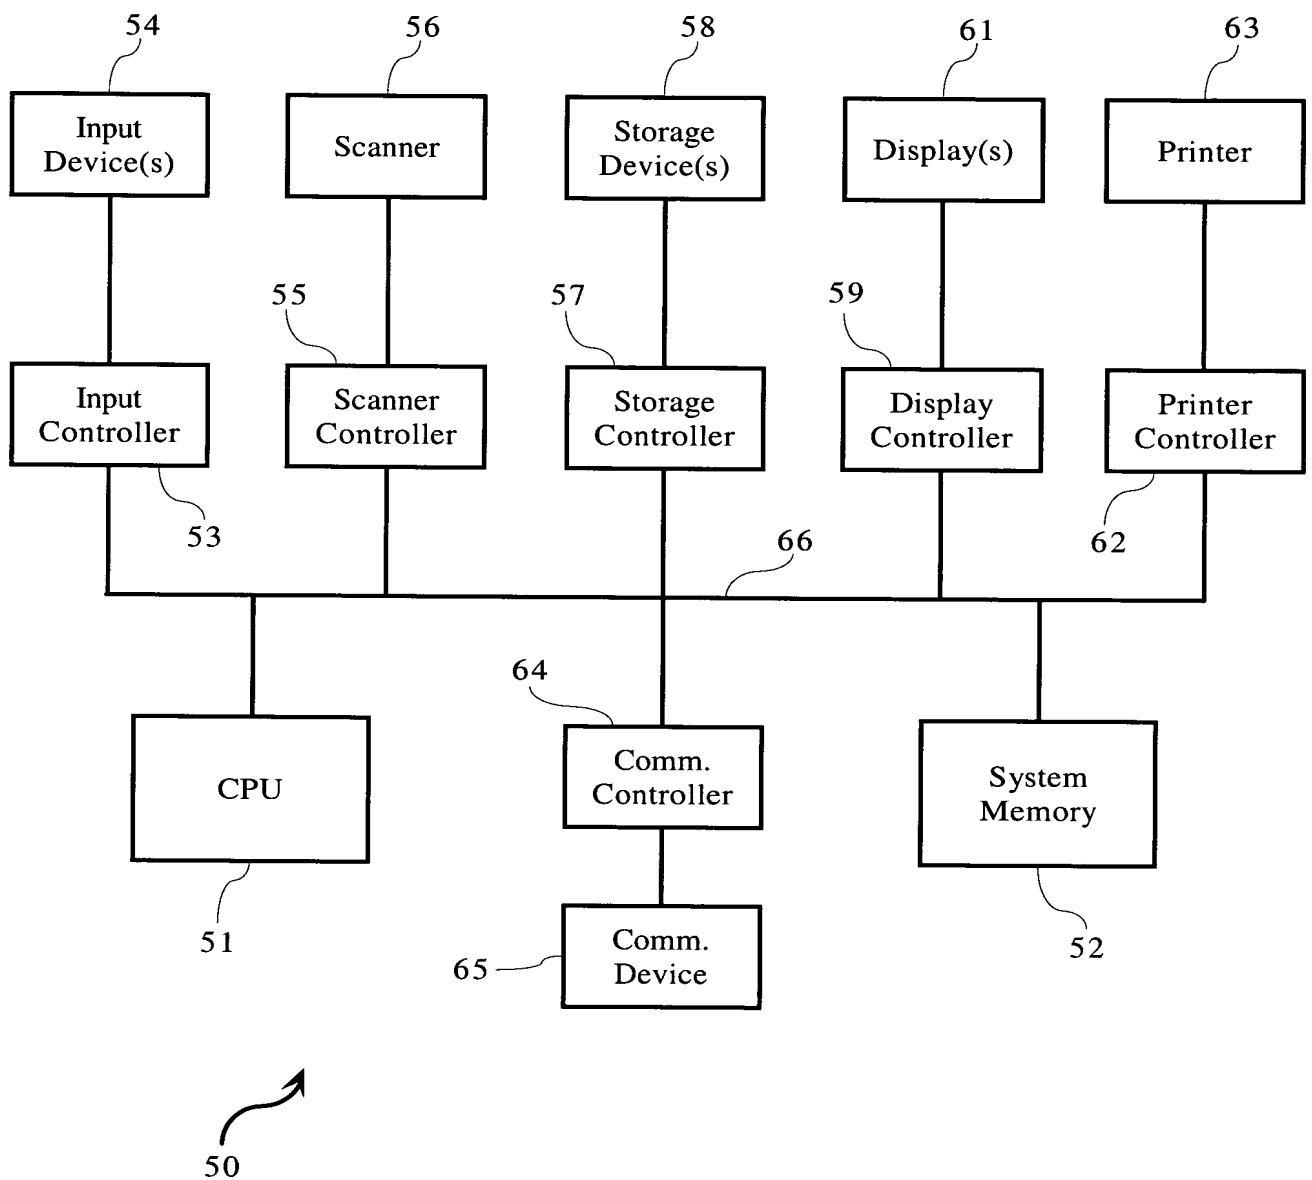 54
56
58
61
63
Input
Device(s)
Scanner
Storage
Device(s)
Display(s)
Printer
55
57
59
Input
Controller
Scanner
Controller
Storage
Controller
Display
Controller
Printer
Controller
53
66
62
64
CPU
Comm.
Controller
System
Memory
51
65
Comm.
Device
52
50